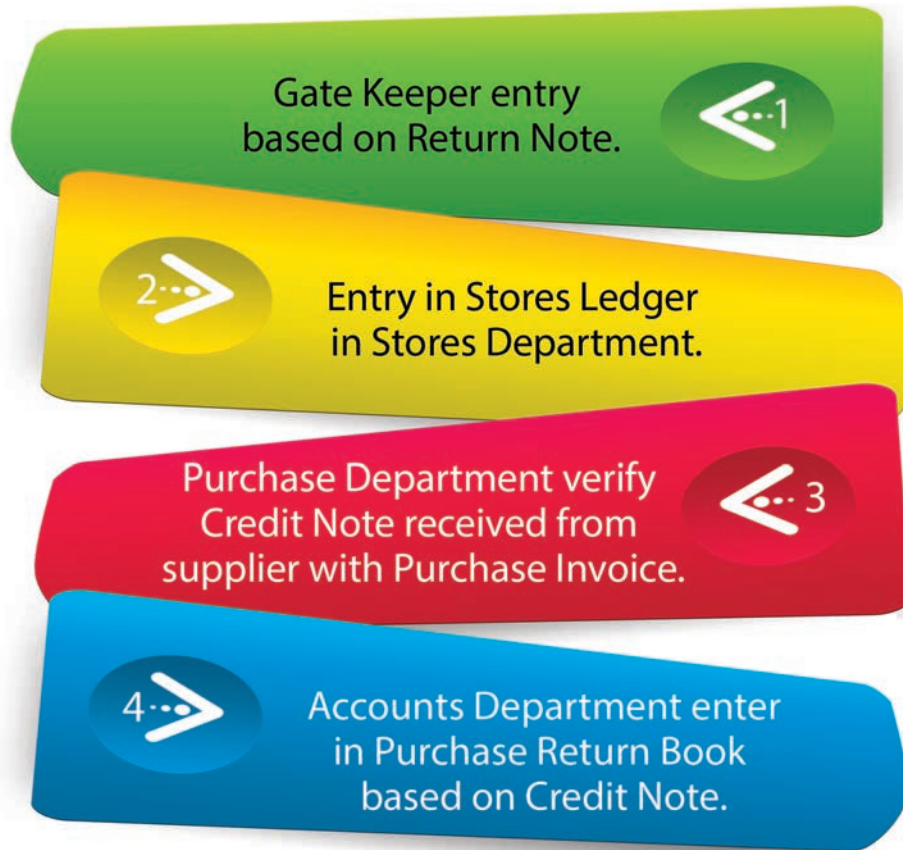 Gate Keeper entry
based on Return Note.
1
2
Entry in Stores Ledger
in Stores Department.
Purchase Department verify
Credit Note received from
supplier with Purchase Invoice.
3
4
Accounts Department enter
in Purchase Return Book
based on Credit Note.